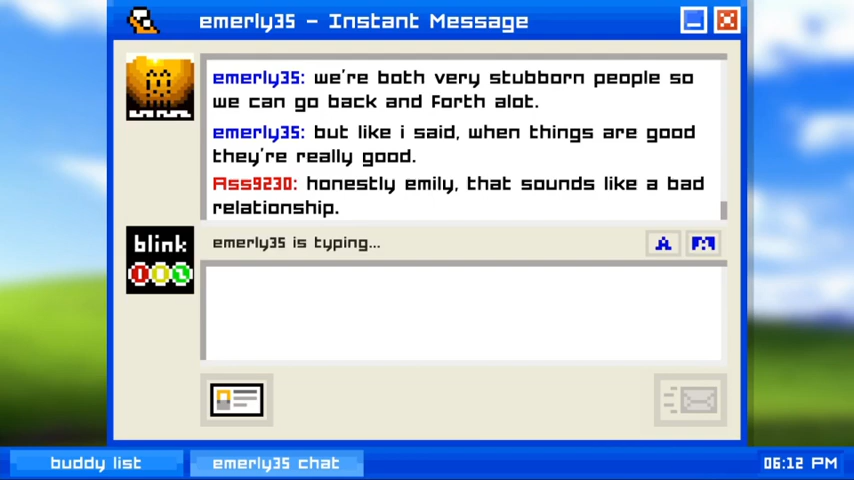 emerly35 - Instant Message
emerly35: we're both very stubborn people so
we can go back and forth alot.
emerly35: but like i said, when things are good
they're really good.
Ass9230: honestly emily, that sounds like a bad
relationship.
emerly35 is typing...
A
blink
182
buddy list
emerly35 chat
06:12 PM